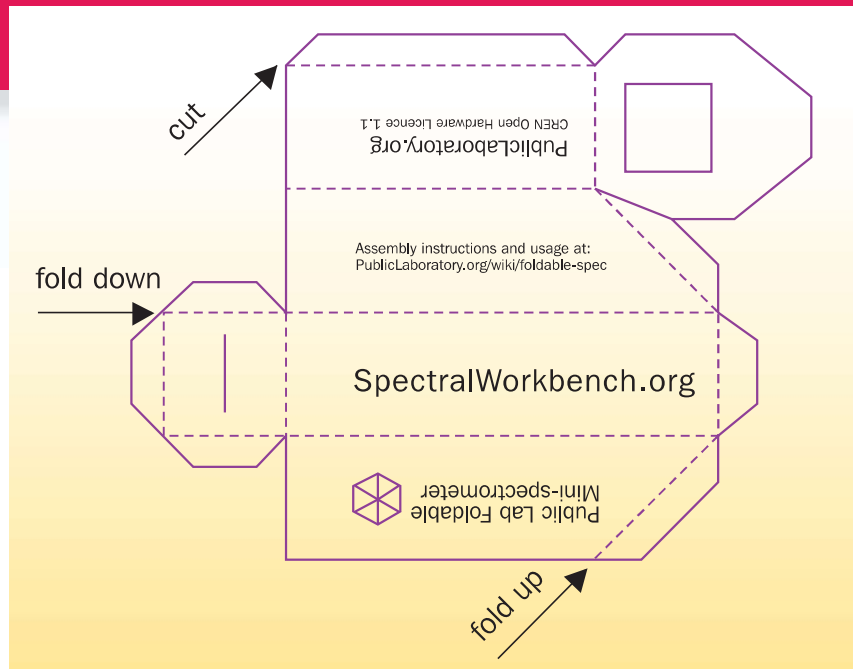 cut
PublicLaboratory.org
CREN Open Hardware Licence 1.1
Assembly instructions and usage at:
PublicLaboratory.org/wiki/foldable-spec
fold down
SpectralWorkbench.org
Public Lab Foldable
Mini-spectrometer
fold up